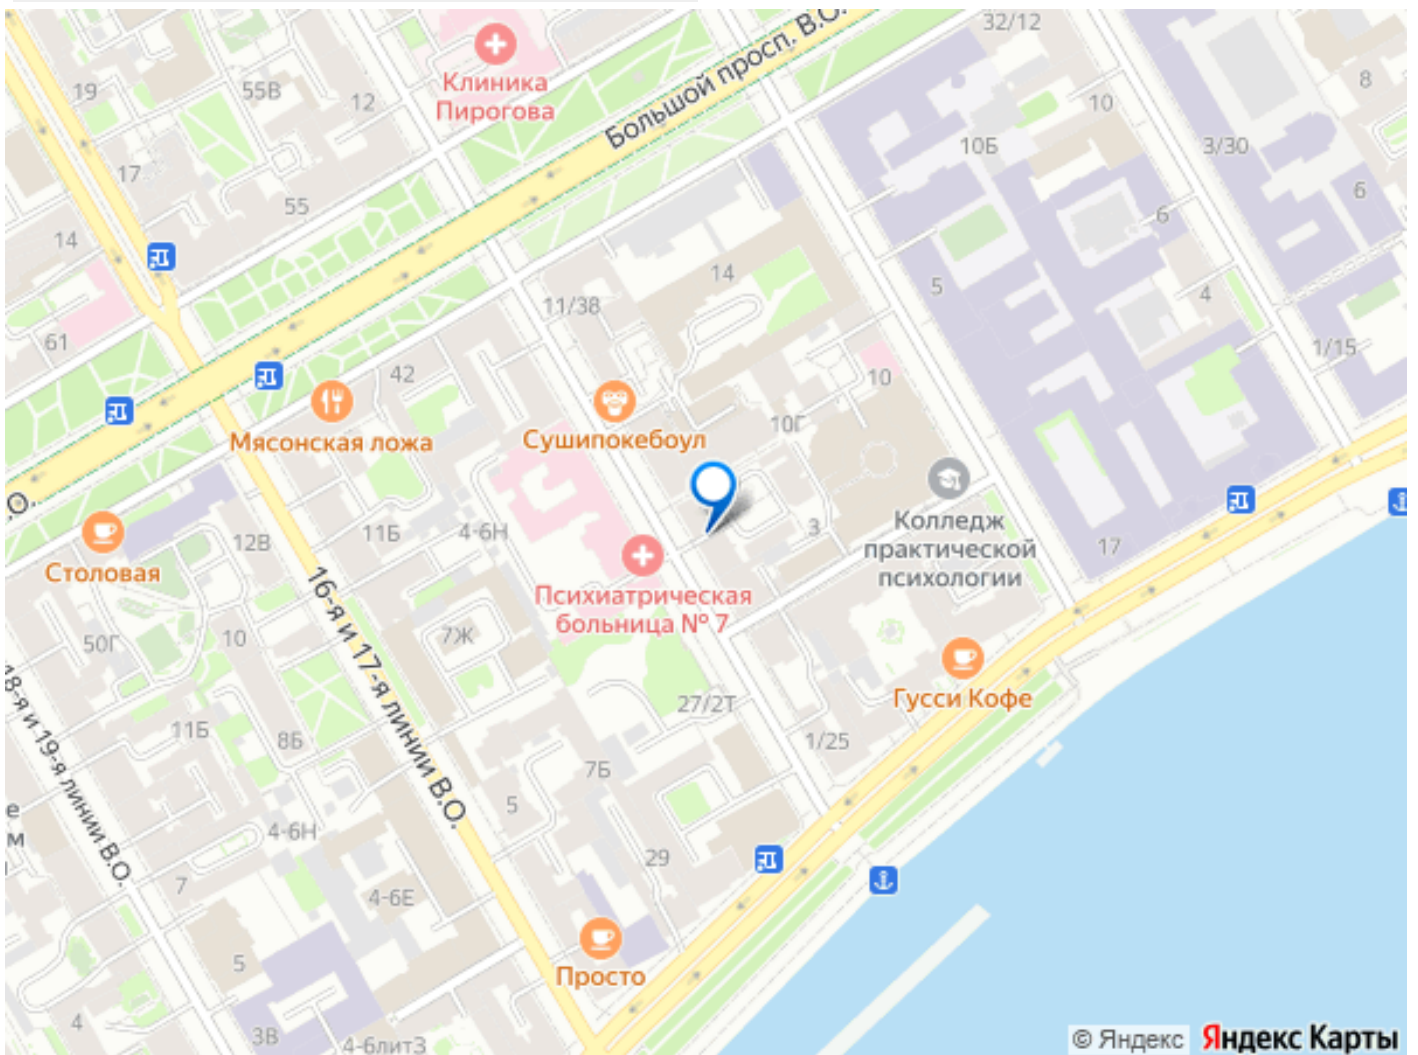 32/12
Большой просп. В.О.
Клиника
Пирогова
8
19
55В
12
10
10Б
3/30
17
55
6
6
14
14
5
4
11/38
61
1/15
42
10
Мясонская ложа
Сушипокебоул
10Г
.О.
Столовая
12В
11Б
4-6Н
3
Колледж
практической
психологии
17
16-я и 17-я линии В.О.
Психиатрическая
больница № 7
50Г
10
7Ж
18-я и 19-я линии В.О.
Гусси Кофе
27/2Т
11Б
8Б
1/25
7Б
е
м
4-6Н
5
29
7
4-6Е
5
Просто
4
3В
4-6лит3
© Яндекс Яндекс Карты